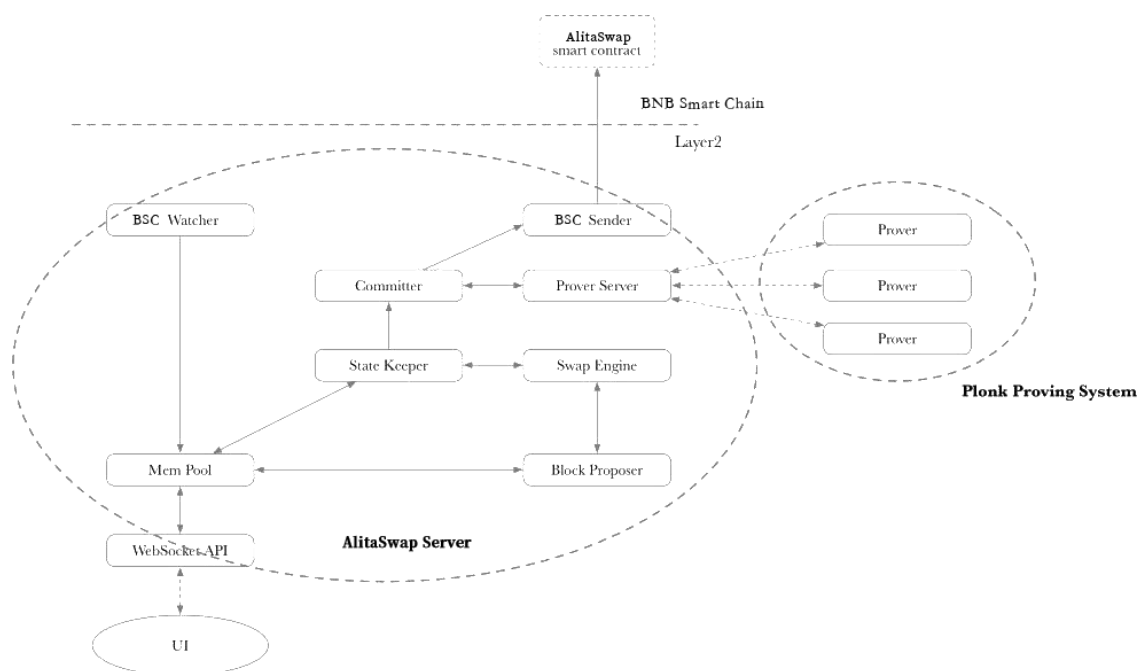 AlitaSwap
smart contract
BNB Smart Chain
Layer2
BSC Watcher
BSC Sender
Prover
Committer
Prover Server
Prover
Prover
State Keeper
Swap Engine
Plonk Proving System
Mem Pool
Block Proposer
WebSocket API
AlitaSwap Server
UI